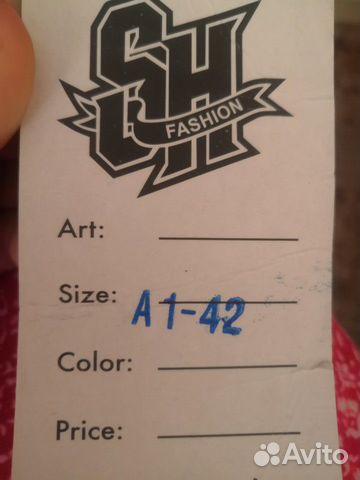 SH
FASHION
Art:
Size: A1-42
Color:
Price:
Avito